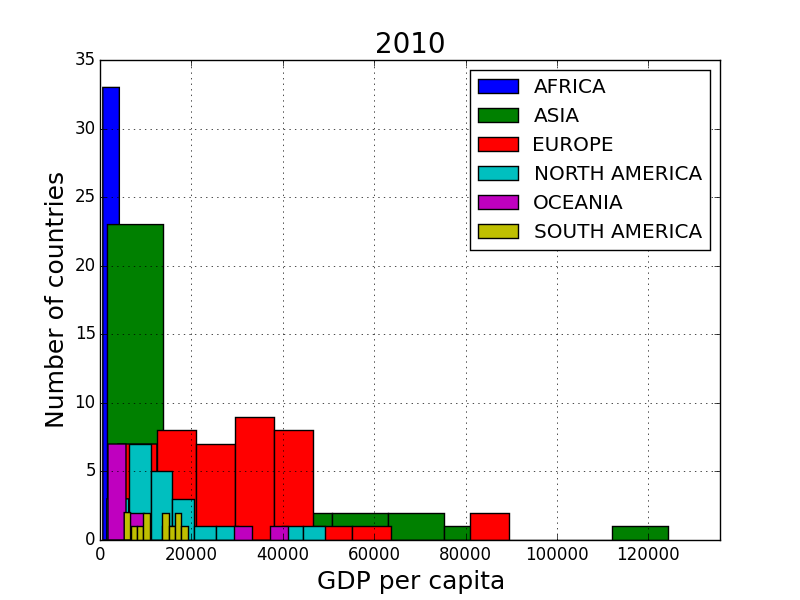 2010
35
30
25
20
15
10
5
0
Number of countries
AFRICA
ASIA
EUROPE
NORTH AMERICA
OCEANIA
SOUTH AMERICA
0 20000 40000 60000 80000 100000 120000
GDP per capita